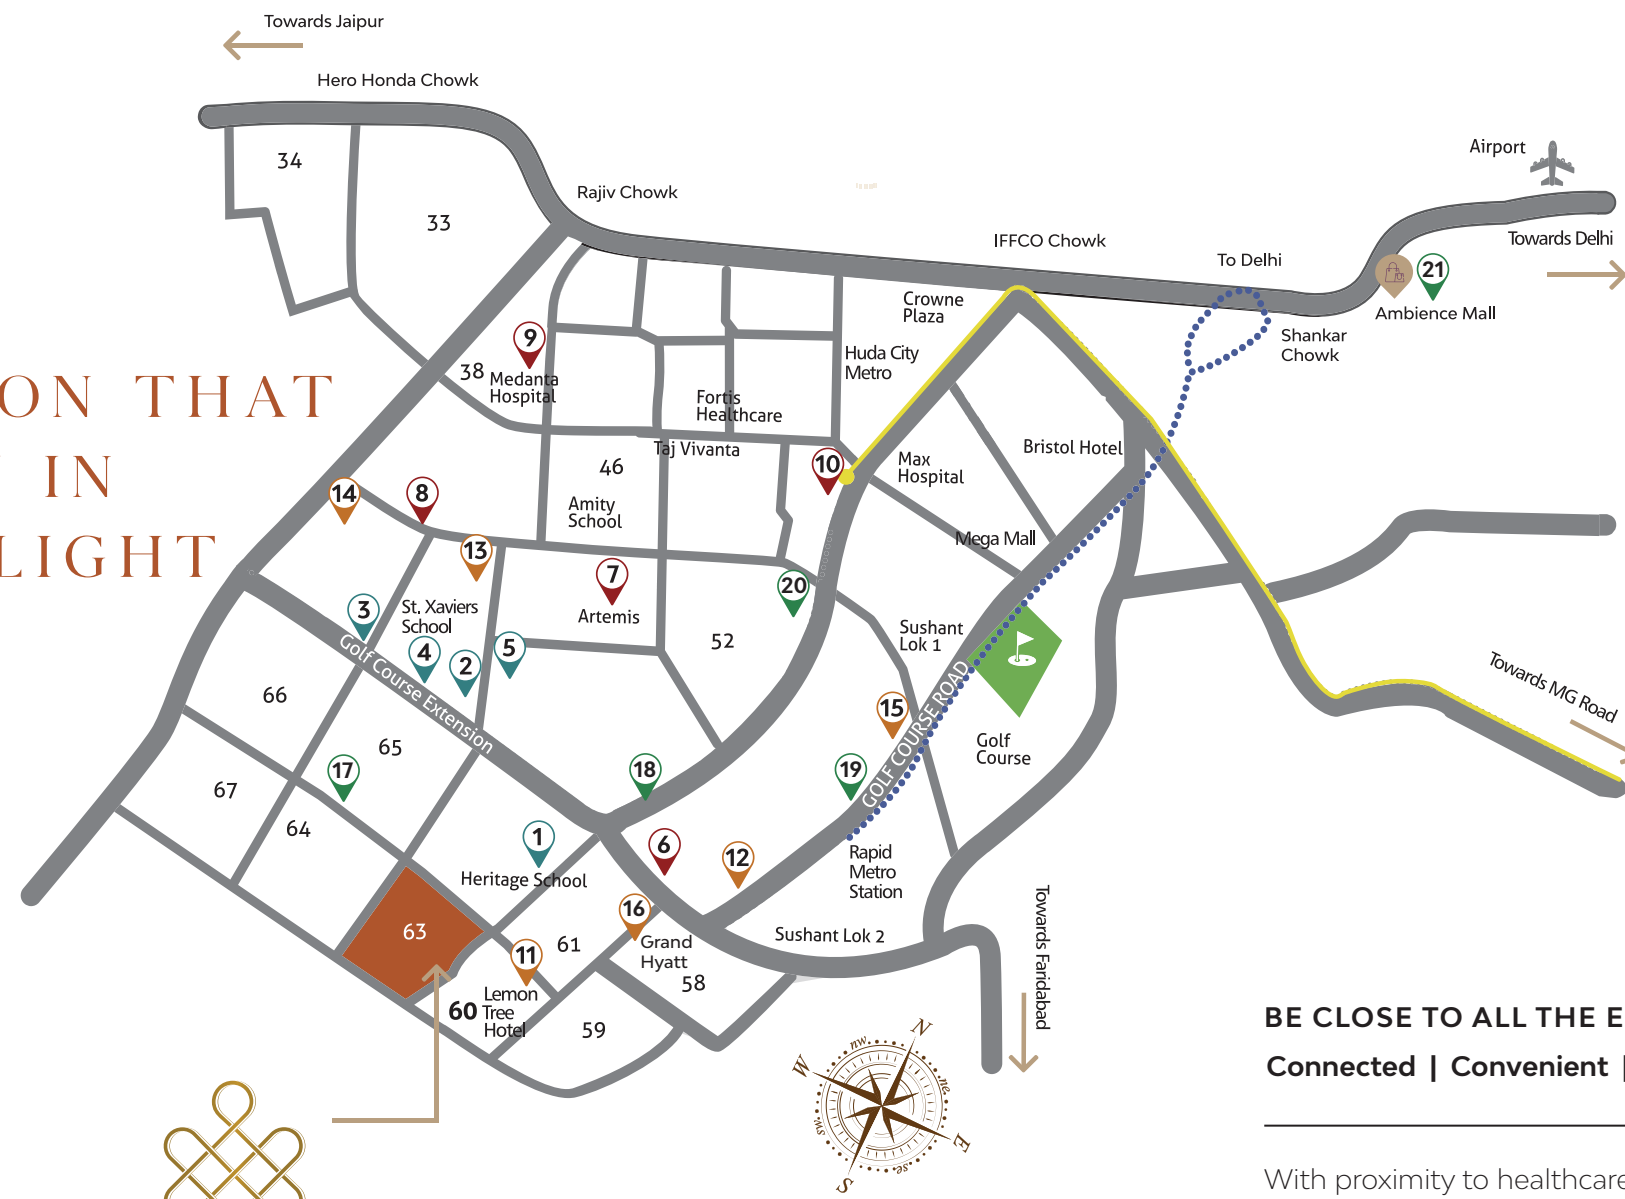 Towards Jaipur
Hero Honda Chowk
34
33
Rajiv Chowk
Airport
IFFCO Chowk
To Delhi
Towards Delhi
21
Ambience Mall
Crowne
Plaza
Shankar
Chowk
Huda City
Metro
9
38
Medanta
Hospital
Fortis
Healthcare
ON THAT
IN
LIGHT
Taj Vivanta
Bristol Hotel
46
10
Max
Hospital
14
8
Amity
School
13
Mega Mall
7
Artemis
20
3
St. Xaviers
School
4
2
5
52
Sushant
Lok 1
Golf Course Extension
GOLF COURSE ROAD
66
65
15
Golf
Course
Towards MG Road
17
18
19
67
64
1
Heritage School
6
12
Rapid
Metro
Station
63
16
11
61
Grand
Hyatt
Sushant Lok 2
Towards Faridabad
58
60
Lemon
Tree
Hotel
59
N
nw
ne
W
E
sw
se
S
BE CLOSE TO ALL THE E
Connected | Convenient |
With proximity to healthcare